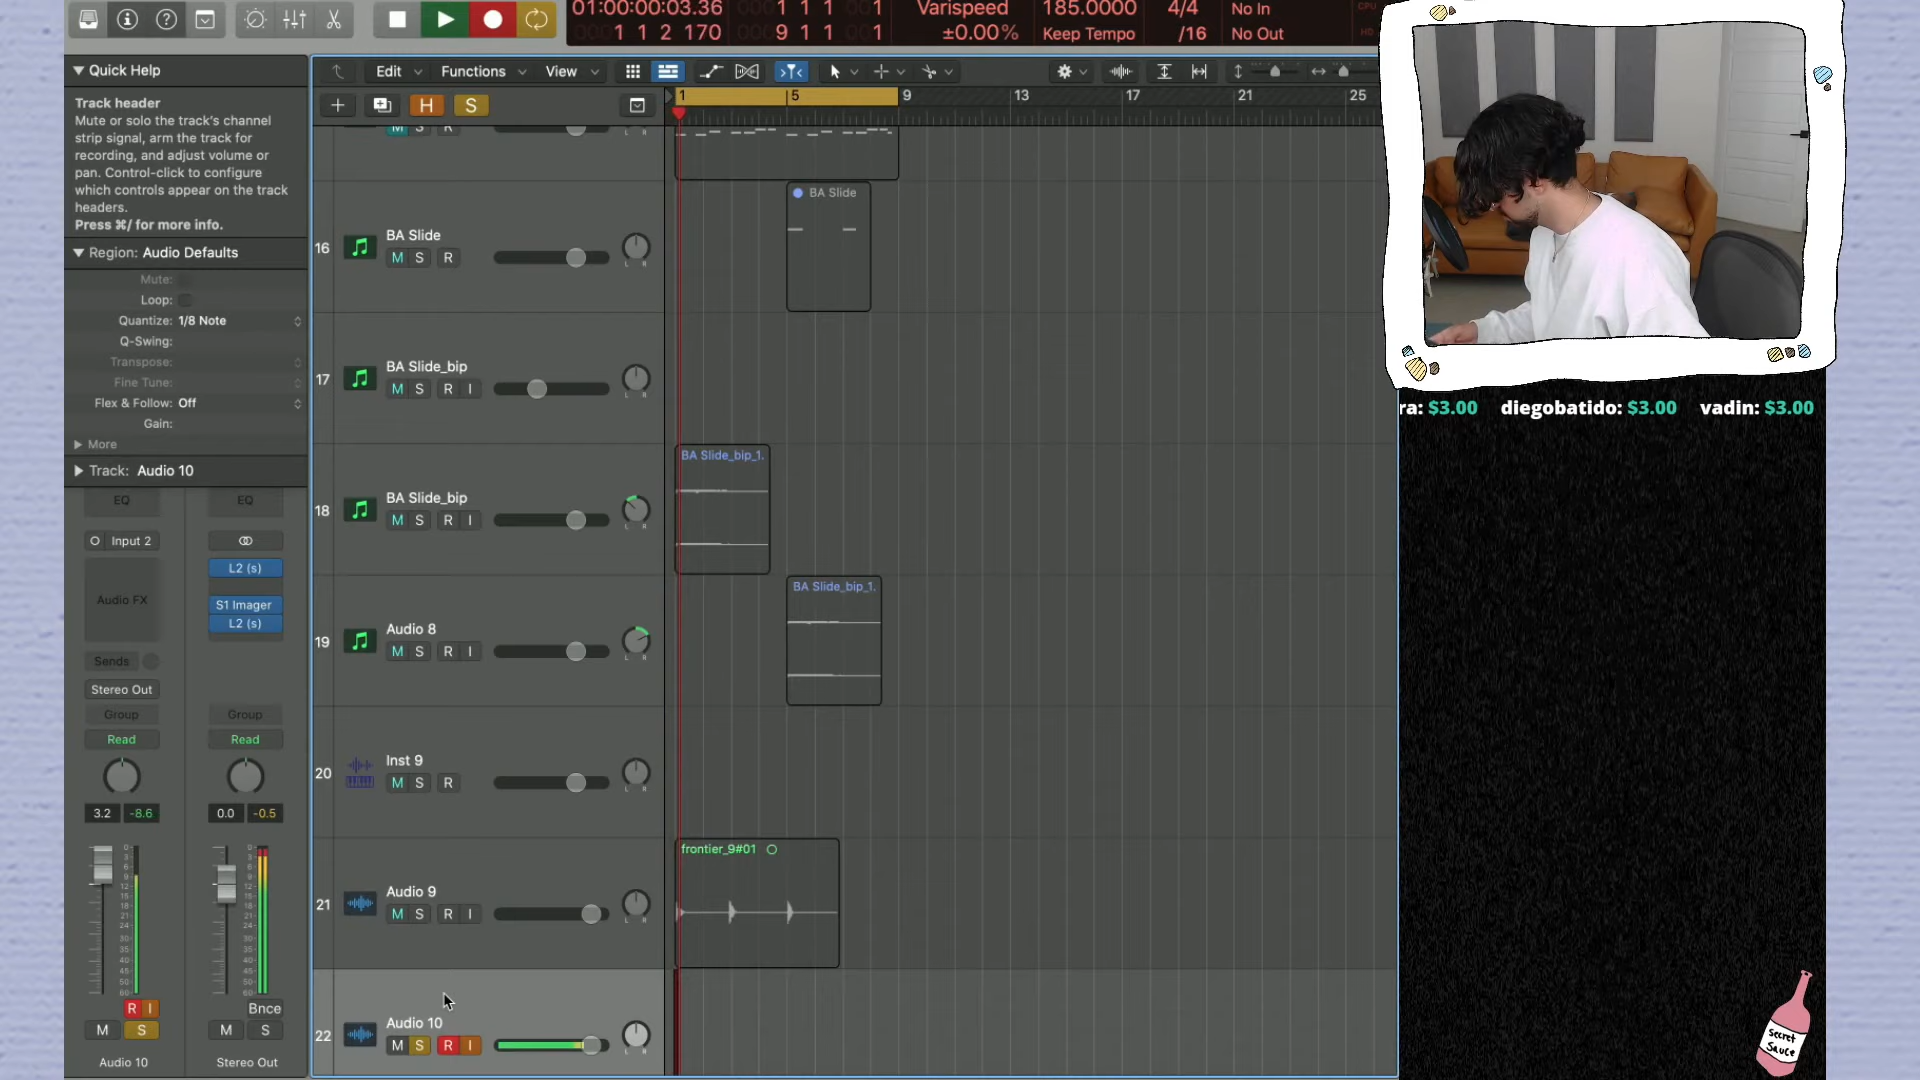 01:00:00:03.36
1 1 2 170
1 1 1 1
9 1 1 1
Varispeed
±0.00%
185.0000
Keep Tempo
4/4
/16
No In
No Out
Quick Help
Track header
Mute or solo the track's channel
strip signal, arm the track for
recording, and adjust volume or
pan. Control-click to configure
which controls appear on the track
headers.
Press ⌘/ for more info.
Region: Audio Defaults
Mute:
Loop:
Quantize: 1/8 Note
Q-Swing:
Transpose:
Fine Tune:
Flex & Follow: Off
Gain:
More
Track: Audio 10
EQ EQ
Input 2
L2 (s)
Audio FX
S1 Imager
L2 (s)
Sends
Stereo Out
Group Group
Read Read
3.2 -8.6 0.0 -0.5
R I Bnce
M S M S
Audio 10 Stereo Out
Edit Functions View
H S
1 5 9 13 17 21 25
M S R
16 BA Slide
M S R
BA Slide
17 BA Slide_bip
M S R I
18 BA Slide_bip
M S R I
BA Slide_bip_1.
19 Audio 8
M S R I
BA Slide_bip_1.
20 Inst 9
M S R
21 Audio 9
M S R I
frontier_9#01
22 Audio 10
M S R I
ra: $3.00 diegobatido: $3.00 vadin: $3.00
Secret
Sauce